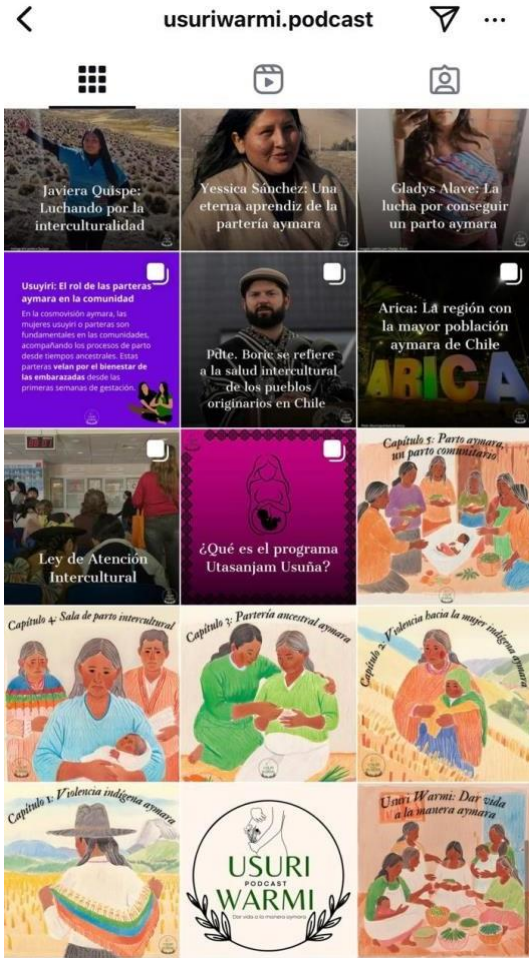 usuriwarmi.podcast
Javiera Quispe:
Luchando por la
interculturalidad
Yessica Sánchez: Una
eterna aprendiz de la
partería aymara
Gladys Alave: La
lucha por conseguir
un parto aymara
Usuyiri: El rol de las parteras
aymara en la comunidad
En la cosmovisión aymara, las
mujeres usuyiri o parteras son
fundamentales en las comunidades,
acompañando los procesos de parto
desde tiempos ancestrales. Estas
parteras velan por el bienestar de
las embarazadas desde las
primeras semanas de gestación.
Pdte. Boric se refiere
a la salud intercultural
de los pueblos
originarios en Chile
Arica: La región con
la mayor población
aymara de Chile
ARICA
Ley de Atención
Intercultural
¿Qué es el programa
Utasanjam Usuña?
Capítulo 5: Parto aymara,
un parto comunitario
Capítulo 4: Sala de parto intercultural
Capítulo 3: Partería ancestral aymara
Capítulo 2: Violencia hacia la mujer indígena
aymara
Capítulo 1: Violencia indígena aymara
USURI
PODCAST
WARMI
Dar vida a la manera aymara
Usuri Warmi: Dar vida
a la manera aymara